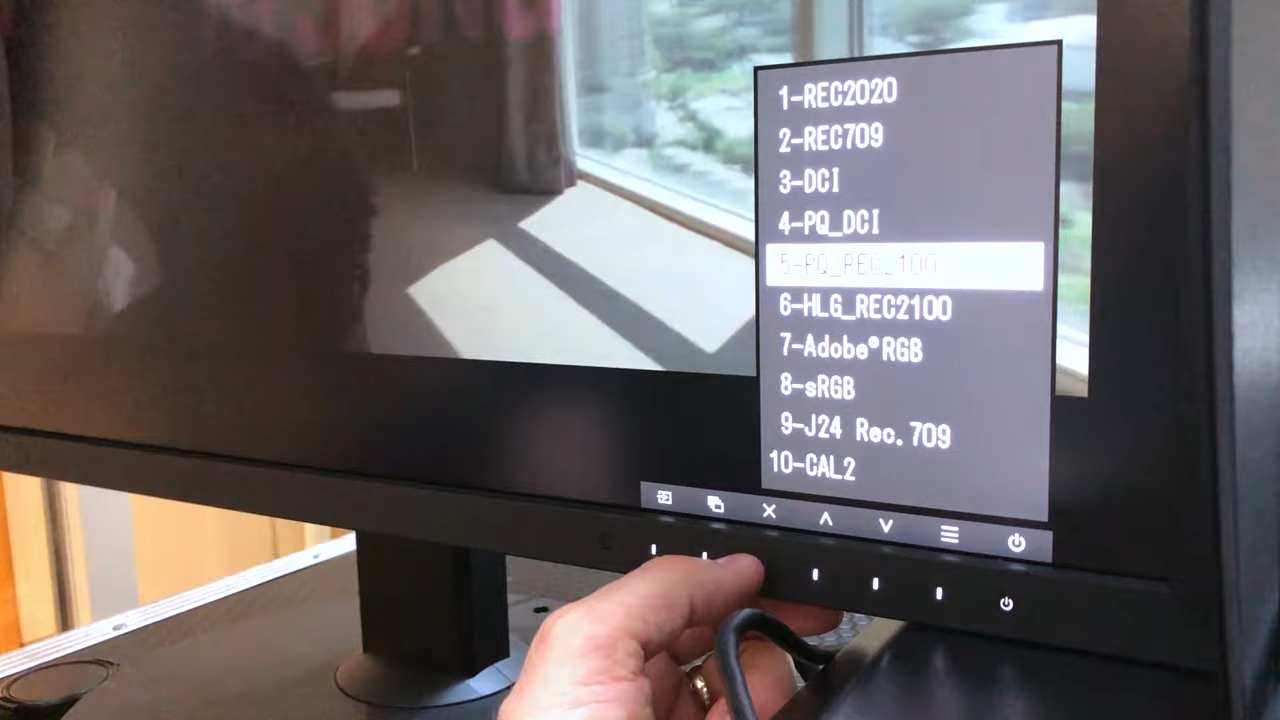 1-REC2020
2-REC709
3-DCI
4-PQ_DCI
5-PQ_REC_100
6-HLG_REC2100
7-Adobe®RGB
8-sRGB
9-J24 Rec.709
10-CAL2